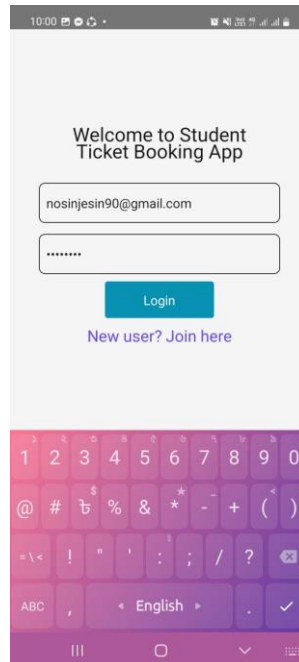 10:00
Welcome to Student
Ticket Booking App
nosinjesin90@gmail.com
••••••••
Login
New user? Join here
1 2 3 4 5 6 7 8 9 0
@ # ৳ $ % & * ★ - _ + ( < )
= \ < ! " ' : ; / ?
ABC , English .